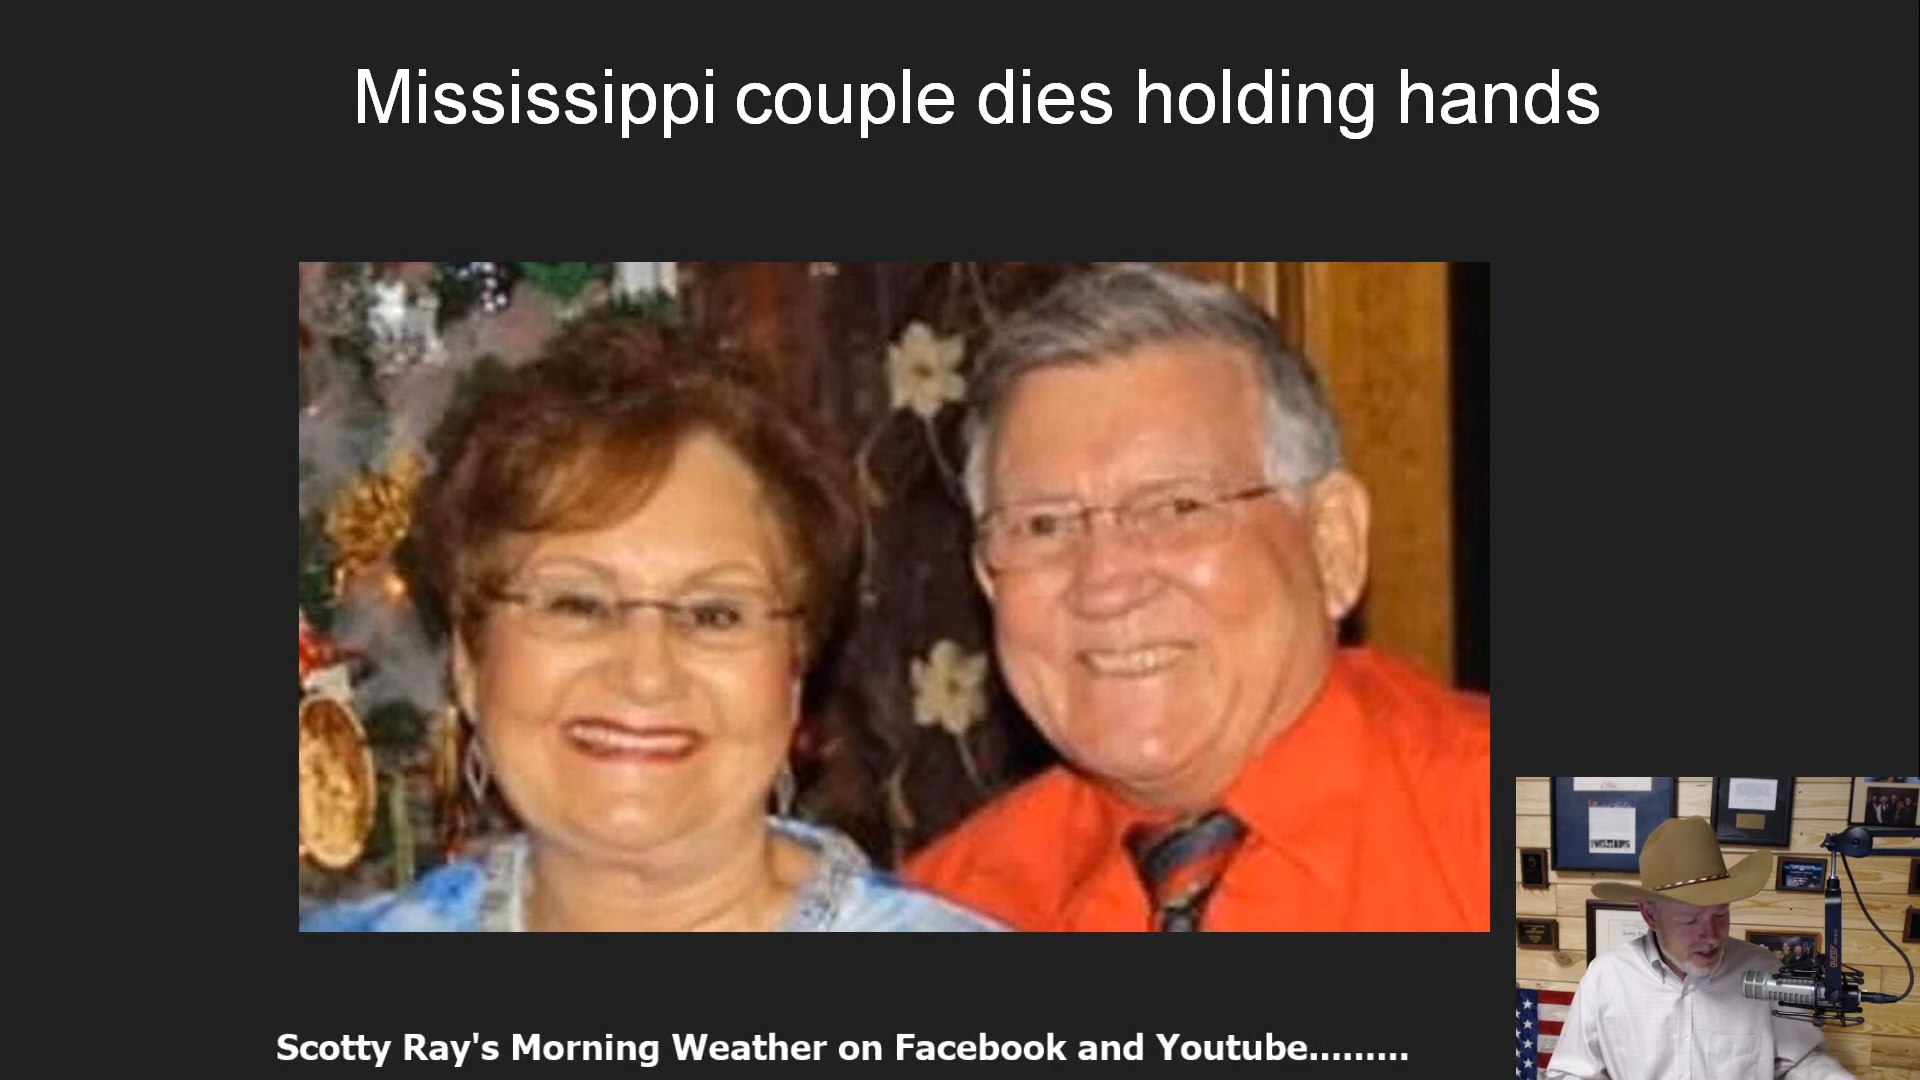 Mississippi couple dies holding hands
Scotty Ray's Morning Weather on Facebook and Youtube.........